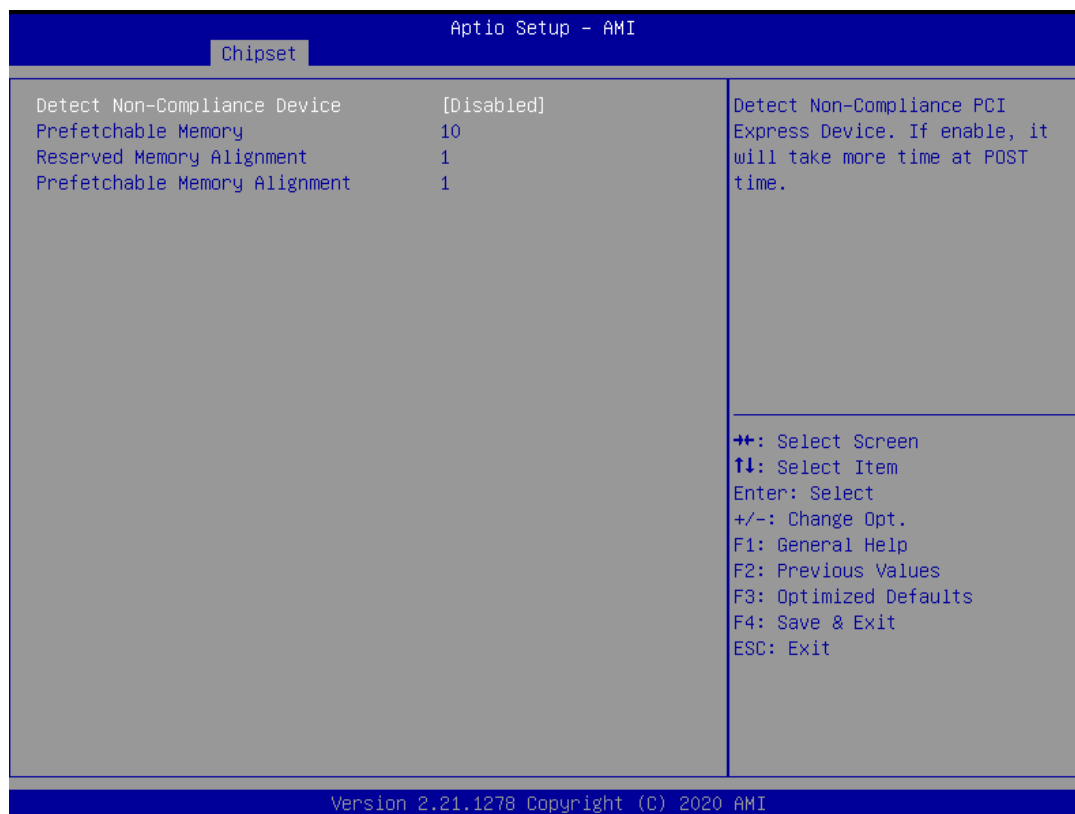 Aptio Setup – AMI
Chipset
Detect Non-Compliance Device [Disabled]
Prefetchable Memory 10
Reserved Memory Alignment 1
Prefetchable Memory Alignment 1
Detect Non-Compliance PCI
Express Device. If enable, it
will take more time at POST
time.
→←: Select Screen
↑↓: Select Item
Enter: Select
+/-: Change Opt.
F1: General Help
F2: Previous Values
F3: Optimized Defaults
F4: Save & Exit
ESC: Exit
Version 2.21.1278 Copyright (C) 2020 AMI